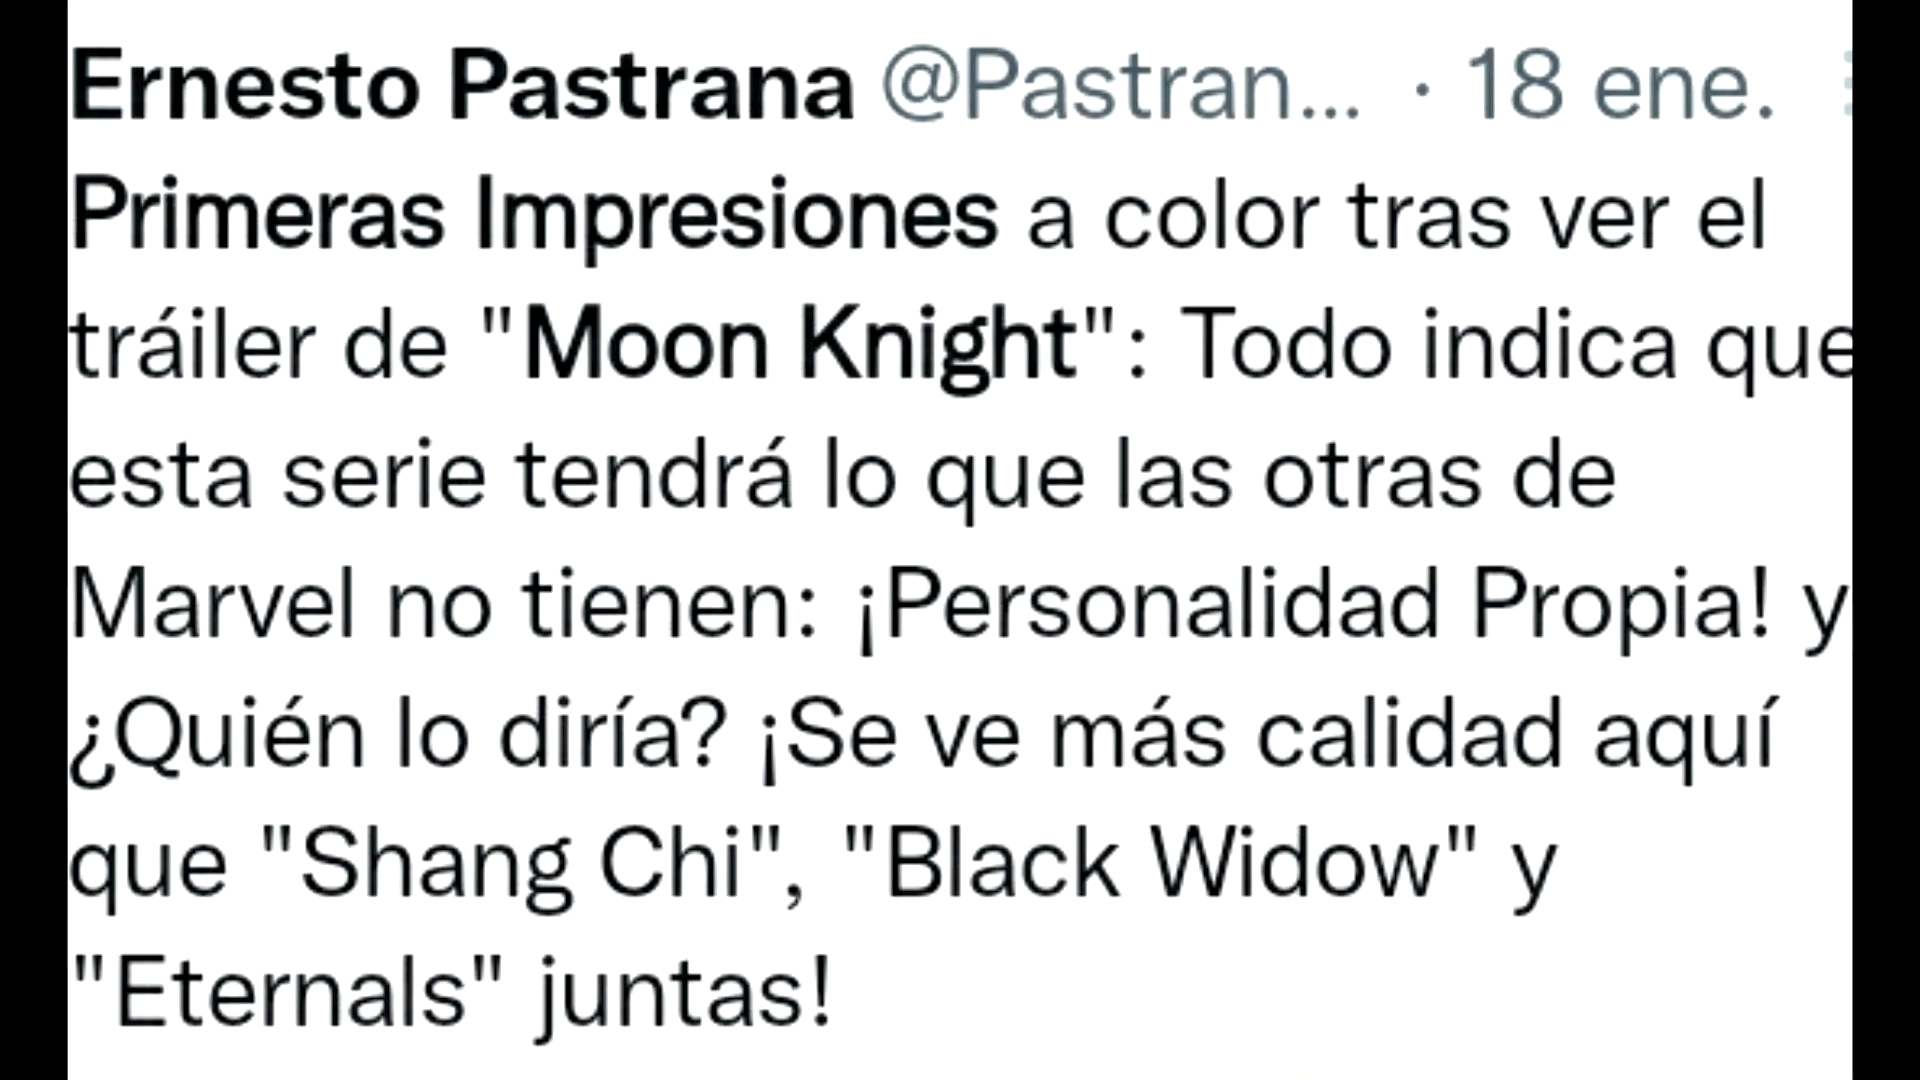 Ernesto Pastrana @Pastran... · 18 ene.
Primeras Impresiones a color tras ver el
tráiler de "Moon Knight": Todo indica que
esta serie tendrá lo que las otras de
Marvel no tienen: ¡Personalidad Propia! y
¿Quién lo diría? ¡Se ve más calidad aquí
que "Shang Chi", "Black Widow" y
"Eternals" juntas!